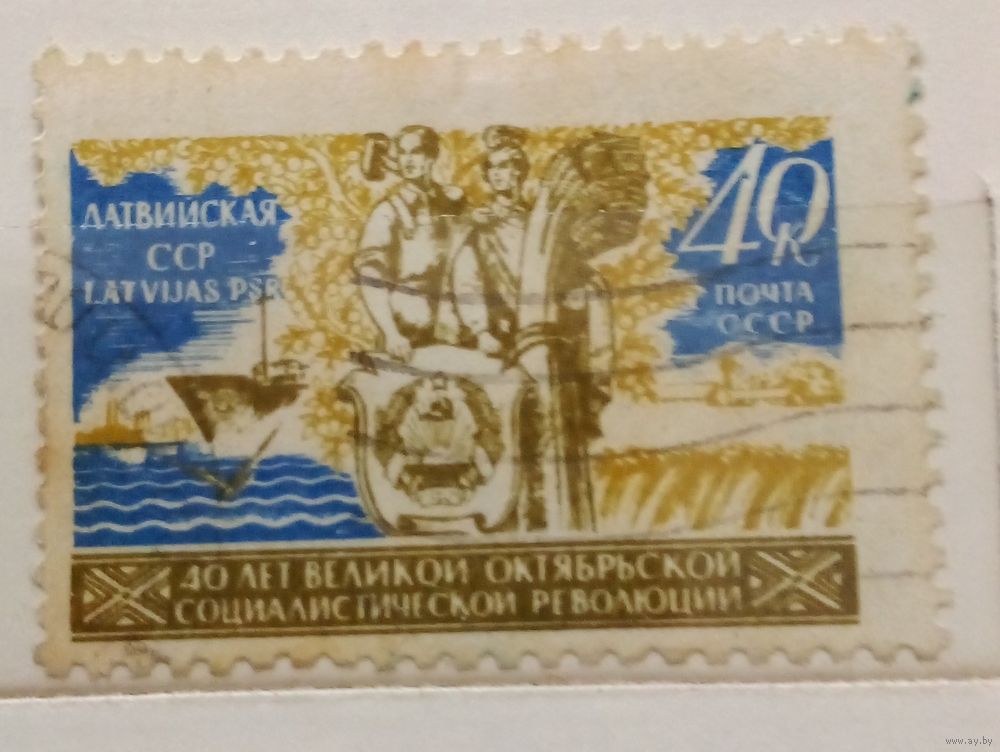 ЛАТВИЙСКАЯ
ССР
LATVIJAS PSR
40к
ПОЧТА
СССР
40 ЛЕТ ВЕЛИКОЙ ОКТЯБРЬСКОЙ
СОЦИАЛИСТИЧЕСКОЙ РЕВОЛЮЦИИ
www.ay.by